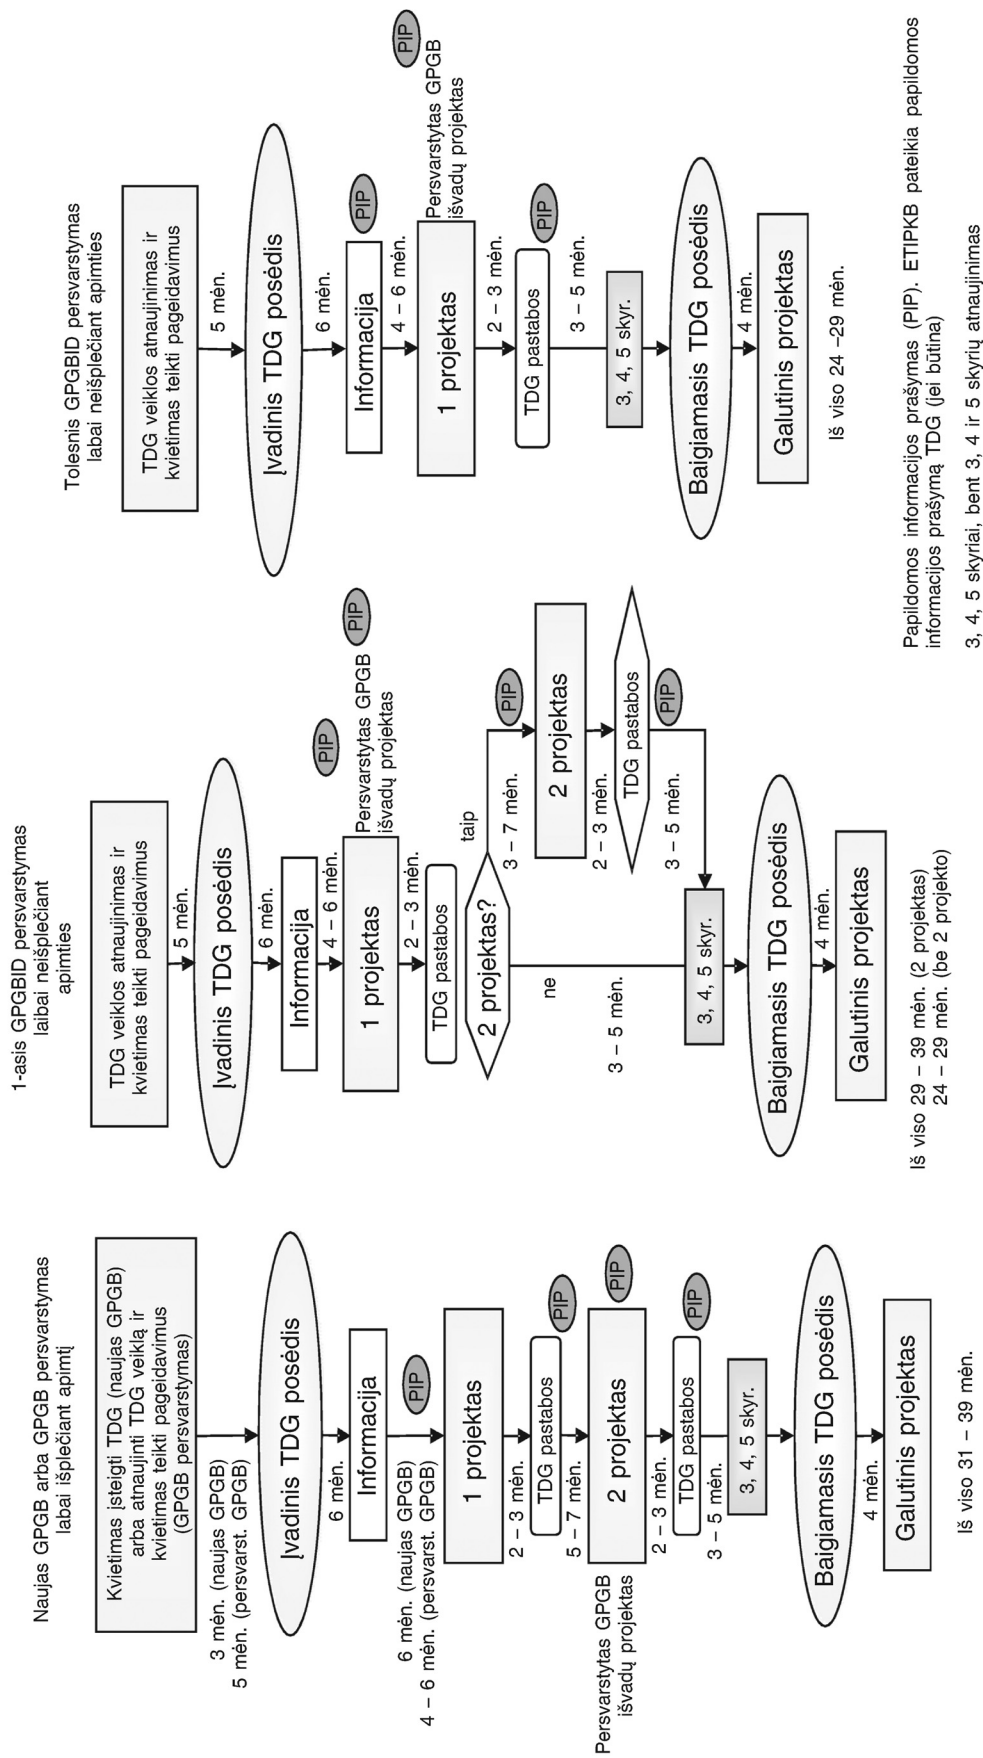 Naujas GPGB arba GPGB persvarstymas
labai išplečiant apimtį
Kvietimas įsteigti TDG (naujas GPGB)
arba atnaujinti TDG veiklą ir
kvietimas teikti pageidavimus
(GPGB persvarstymas)
3 mėn. (naujas GPGB)
5 mėn. (persvarst. GPGB)
Įvadinis TDG posėdis
6 mėn.
Informacija
6 mėn. (naujas GPGB)
4 – 6 mėn. (persvarst. GPGB)
PIP
1 projektas
2 – 3 mėn.
TDG pastabos
PIP
5 – 7 mėn.
Persvarstytas GPGB
išvadų projektas
2 projektas
PIP
2 – 3 mėn.
TDG pastabos
PIP
3 – 5 mėn.
3, 4, 5 skyr.
Baigiamasis TDG posėdis
4 mėn.
Galutinis projektas
Iš viso 31 – 39 mėn.
1-asis GPGBID persvarstymas
laibai neišplečiant
apimties
TDG veiklos atnaujinimas ir
kvietimas teikti pageidavimus
5 mėn.
Įvadinis TDG posėdis
6 mėn.
Informacija
4 – 6 mėn.
PIP
1 projektas
Persvarstytas GPGB
išvadų projektas
PIP
2 – 3 mėn.
TDG pastabos
2 projektas?
taip
3 – 7 mėn.
PIP
2 projektas
2 – 3 mėn.
TDG pastabos
PIP
3 – 5 mėn.
ne
3 – 5 mėn.
3, 4, 5 skyr.
Baigiamasis TDG posėdis
4 mėn.
Galutinis projektas
Iš viso 29 – 39 mėn. (2 projektas)
24 – 29 mėn. (be 2 projekto)
Tolesnis GPGBID persvarstymas
labai neišplečiant apimties
TDG veiklos atnaujinimas ir
kvietimas teikti pageidavimus
5 mėn.
Įvadinis TDG posėdis
6 mėn.
Informacija
PIP
4 – 6 mėn.
1 projektas
Persvarstytas GPGB
išvadų projektas
PIP
2 – 3 mėn.
TDG pastabos
PIP
3 – 5 mėn.
3, 4, 5 skyr.
Baigiamasis TDG posėdis
4 mėn.
Galutinis projektas
Iš viso 24 –29 mėn.
Papildomos informacijos prašymas (PIP). ETIPKB pateikia papildomos
informacijos prašymą TDG (jei būtina)
3, 4, 5 skyriai, bent 3, 4 ir 5 skyrių atnaujinimas